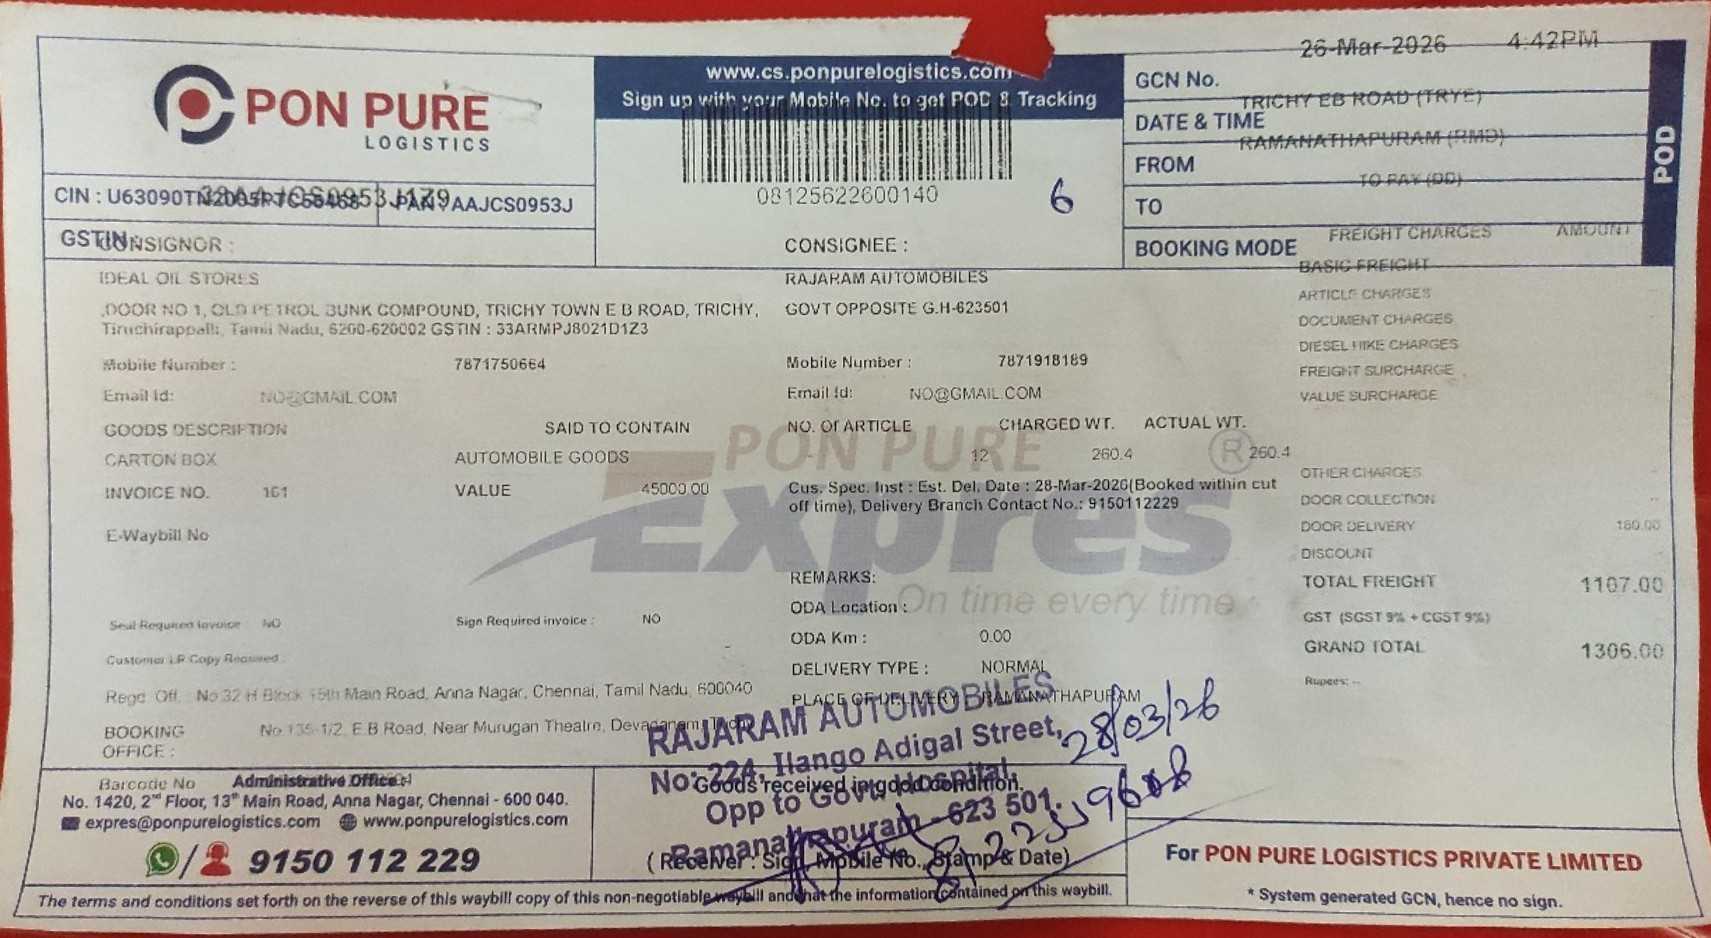 26-Mar-2026 4:42PM
PON PURE
LOGISTICS
www.cs.ponpurelogistics.com
Sign up with your Mobile No. to get POD & Tracking
08125622600140
6
GCN No.
TRICHY EB ROAD (TRYE)
DATE & TIME
RAMANATHAPURAM (RMD)
FROM
TO PAY (DD)
TO
BOOKING MODE
POD
CIN : PAN : AAJCS0953J
GSTIN
CONSIGNOR :
CONSIGNEE :
FREIGHT CHARGES AMOUNT
IDEAL OIL STORES
RAJARAM AUTOMOBILES
BASIC FREIGHT
DOOR NO 1, OLD PETROL BUNK COMPOUND, TRICHY TOWN E B ROAD, TRICHY,
Tiruchirappalli, Tamil Nadu, 6200-620002 GSTIN : 33ARMPJ8021D1Z3
GOVT OPPOSITE G.H-623501
ARTICLE CHARGES
DOCUMENT CHARGES
DIESEL HIKE CHARGES
Mobile Number : 7871750664
Mobile Number : 7871918189
FREIGHT SURCHARGE
Email Id: NO@GMAIL.COM
Email Id: NO@GMAIL.COM
VALUE SURCHARGE
GOODS DESCRIPTION SAID TO CONTAIN NO. Of ARTICLE CHARGED WT. ACTUAL WT.
CARTON BOX AUTOMOBILE GOODS 12 260.4 260.4
PON PURE
Expres
On time every time
OTHER CHARGES
INVOICE NO. 161 VALUE 45000.00
Cus. Spec. Inst : Est. Del. Date : 28-Mar-2026(Booked within cut
off time), Delivery Branch Contact No.: 9150112229
DOOR COLLECTION
E-Waybill No
DOOR DELIVERY 180.00
DISCOUNT
REMARKS:
TOTAL FREIGHT 1107.00
ODA Location :
Seal Required Invoice NO Sign Required invoice : NO
GST (SGST 9% + CGST 9%)
ODA Km : 0.00
GRAND TOTAL 1306.00
Customer LR Copy Required
DELIVERY TYPE : NORMAL
Rupees: --
Regd. Off. No 32 H Block 15th Main Road, Anna Nagar, Chennai, Tamil Nadu, 600040
PLACE OF DELIVERY RAMANATHAPURAM
BOOKING
OFFICE :
No 135-1/2, E.B Road, Near Murugan Theatre, Devadanam, Trichy
RAJARAM AUTOMOBILES
No: 224, Ilango Adigal Street,
Opp to Govt. Hospital,
Ramanathapuram - 623 501.
28/03/26
Barcode No
Administrative Office :
No. 1420, 2nd Floor, 13th Main Road, Anna Nagar, Chennai - 600 040.
expres@ponpurelogistics.com www.ponpurelogistics.com
9150 112 229
Goods received in good condition.
(Receiver : Sign, Mobile No., Stamp & Date)
For PON PURE LOGISTICS PRIVATE LIMITED
* System generated GCN, hence no sign.
The terms and conditions set forth on the reverse of this waybill copy of this non-negotiable waybill and that the information contained on this waybill.